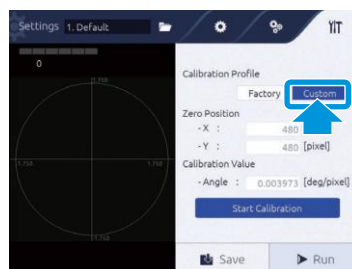 Settings 1. Default
0
1.750
1.750
1.750
1.750
Calibration Profile
Factory Custom
Zero Position
- X : 480
- Y : 480 [pixel]
Calibration Value
- Angle : 0.003973 [deg/pixel]
Start Calibration
Save Run